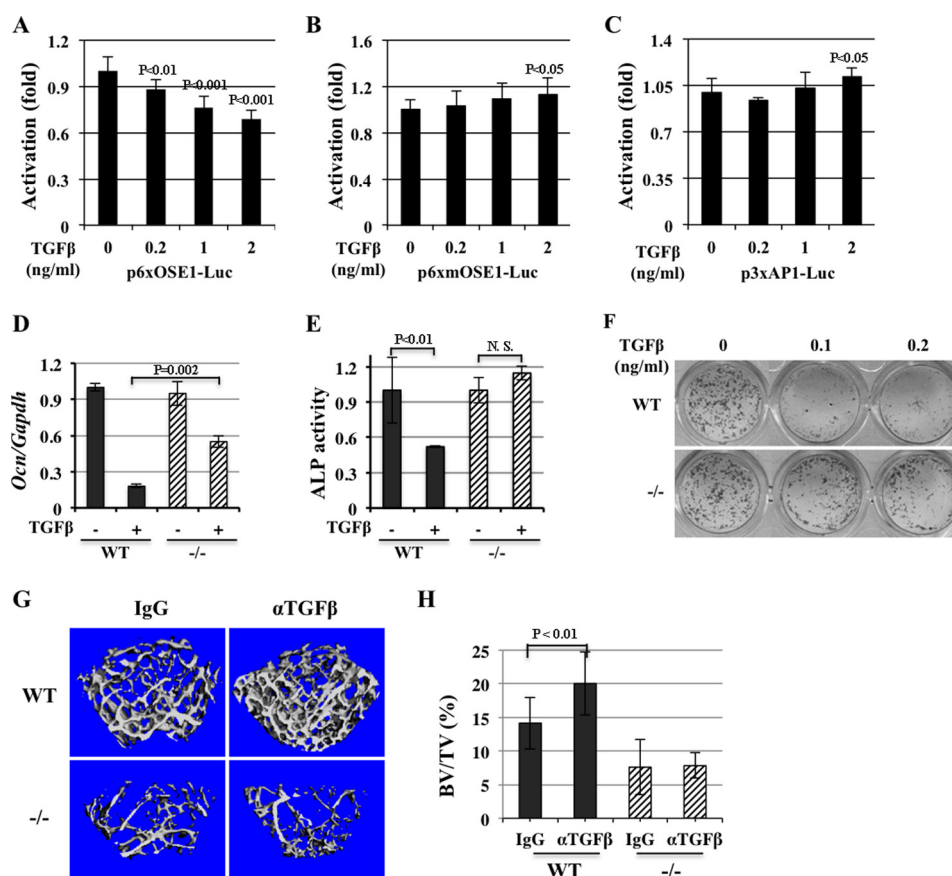 A
1.2
0.9
0.6
0.3
0
Activation (fold)
P<0.01
P<0.001
P<0.001
TGFβ
(ng/ml)
0 0.2 1 2
p6xOSE1-Luc
B
1.6
1.2
0.8
0.4
0
Activation (fold)
P<0.05
TGFβ
(ng/ml)
0 0.2 1 2
p6xmOSE1-Luc
C
1.4
1.05
0.7
0.35
0
Activation (fold)
P<0.05
TGFβ
(ng/ml)
0 0.2 1 2
p3xAP1-Luc
D
1.2
0.9
0.6
0.3
0
Ocn/Gapdh
P=0.002
TGFβ - + - +
WT -/-
E
1.2
0.9
0.6
0.3
0
ALP activity
P<0.01
N. S.
TGFβ - + - +
WT -/-
F
TGFβ
(ng/ml)
0 0.1 0.2
WT
-/-
G
IgG αTGFβ
WT
-/-
H
P < 0.01
25
20
15
10
5
0
BV/TV (%)
IgG αTGFβ IgG αTGFβ
WT -/-